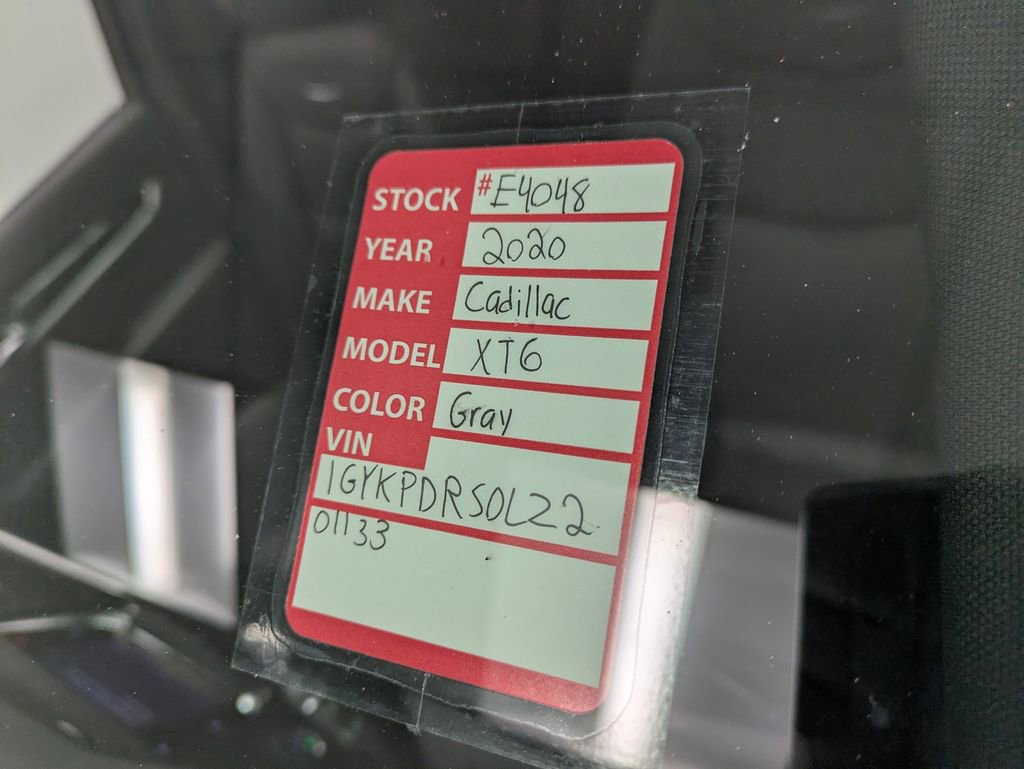 STOCK #E4048
YEAR 2020
MAKE Cadillac
MODEL XT6
COLOR Gray
VIN
1GYKPDRS0LZ2
01133